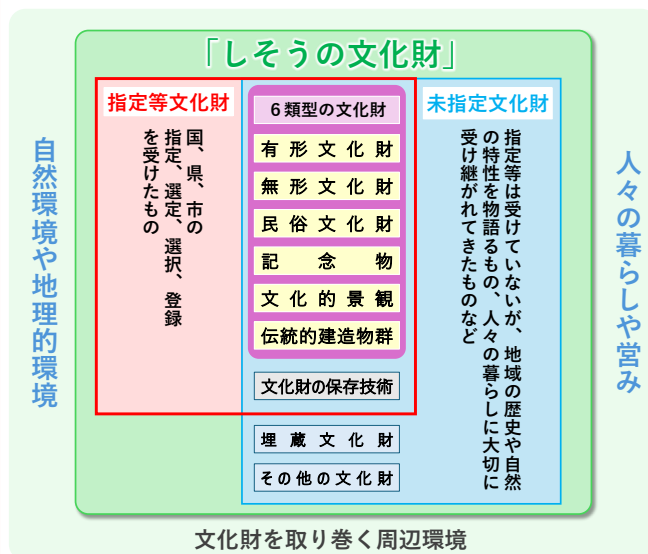 「しそうの文化財」
指定等文化財
国、県、市の
指定、選定、選択、登録
を受けたもの
6類型の文化財
有形文化財
無形文化財
民俗文化財
記念物
文化的景観
伝統的建造物群
文化財の保存技術
埋蔵文化財
その他の文化財
未指定文化財
指定等は受けていないが、地域の歴史や自然
の特性を物語るもの、人々の暮らしに大切に
受け継がれてきたものなど
自然環境や地理的環境
人々の暮らしや営み
文化財を取り巻く周辺環境